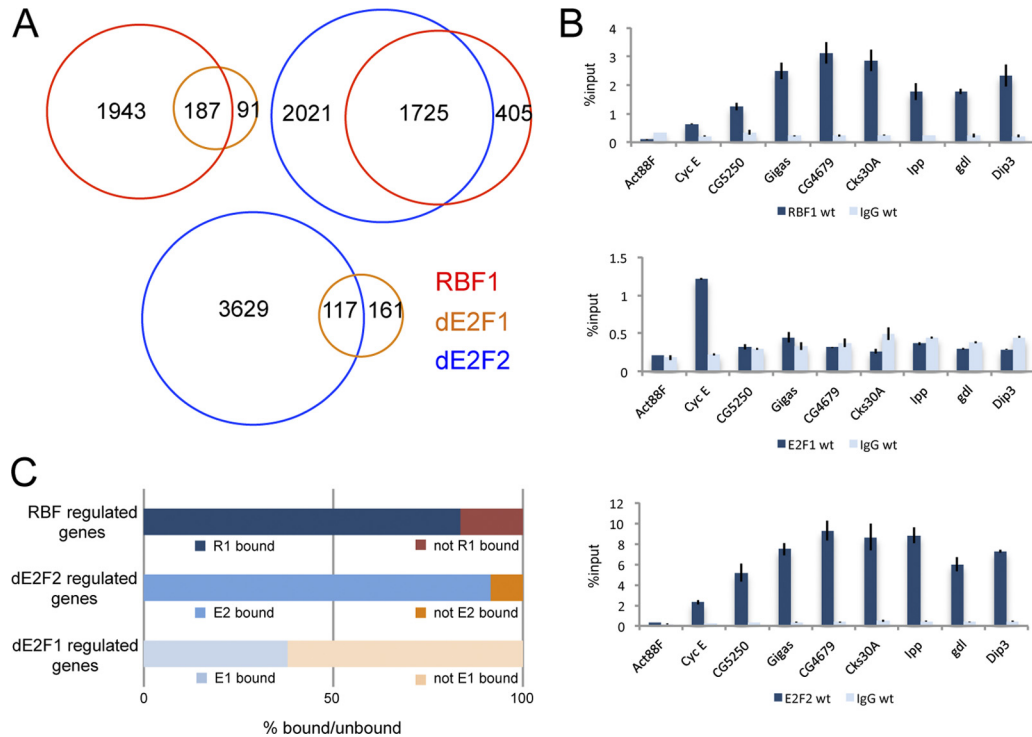 A
1943
187
91
2021
1725
405
3629
117
161
RBF1
dE2F1
dE2F2
B
%input
4
3
2
1
0
Act88F
Cyc E
CG5250
Gigas
CG4679
Cks30A
lpp
gdl
Dip3
RBF1 wt
IgG wt
%input
1.5
1
0.5
0
Act88F
Cyc E
CG5250
Gigas
CG4679
Cks30A
lpp
gdl
Dip3
E2F1 wt
IgG wt
%input
12
10
8
6
4
2
0
Act88F
Cyc E
CG5250
Gigas
CG4679
Cks30A
lpp
gdl
Dip3
E2F2 wt
IgG wt
C
RBF regulated
genes
R1 bound
not R1 bound
dE2F2 regulated
genes
E2 bound
not E2 bound
dE2F1 regulated
genes
E1 bound
not E1 bound
0
50
100
% bound/unbound